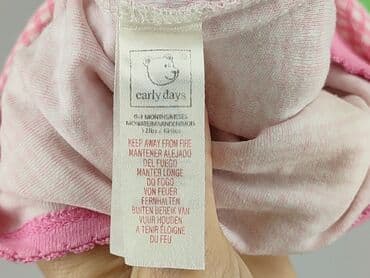 early days
KEEP AWAY FROM FIRE
MANTENER ALEJADO
DEL FUEGO
MANTER LONGE
DO FOGO
VON FEUER
FERNHALTEN
BUITEN BEREIK VAN
VUUR HOUDEN
A TENIR ÉLOIGNÉ
DU FEU